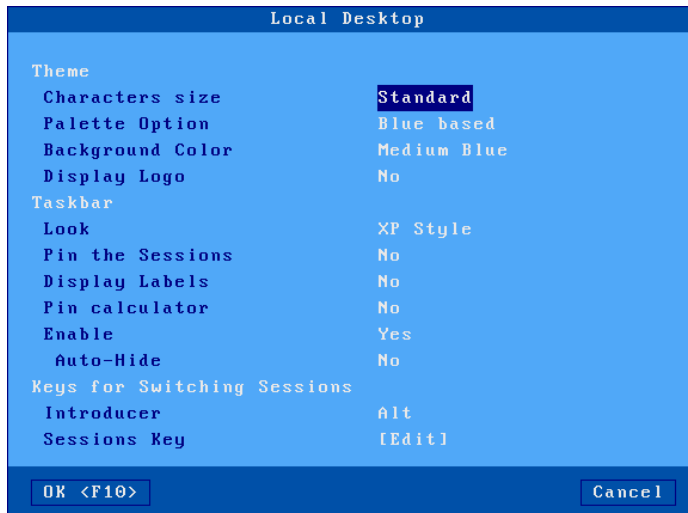 Local Desktop
Theme
Characters size Standard
Palette Option Blue based
Background Color Medium Blue
Display Logo No
Taskbar
Look XP Style
Pin the Sessions No
Display Labels No
Pin calculator No
Enable Yes
Auto-Hide No
Keys for Switching Sessions
Introducer Alt
Sessions Key [Edit]
OK <F10> Cancel